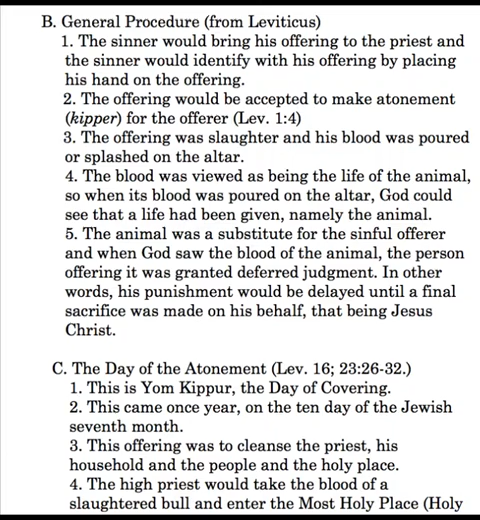 B. General Procedure (from Leviticus)
1. The sinner would bring his offering to the priest and
the sinner would identify with his offering by placing
his hand on the offering.
2. The offering would be accepted to make atonement
(kipper) for the offerer (Lev. 1:4)
3. The offering was slaughter and his blood was poured
or splashed on the altar.
4. The blood was viewed as being the life of the animal,
so when its blood was poured on the altar, God could
see that a life had been given, namely the animal.
5. The animal was a substitute for the sinful offerer
and when God saw the blood of the animal, the person
offering it was granted deferred judgment. In other
words, his punishment would be delayed until a final
sacrifice was made on his behalf, that being Jesus
Christ.
C. The Day of the Atonement (Lev. 16; 23:26-32.)
1. This is Yom Kippur, the Day of Covering.
2. This came once year, on the ten day of the Jewish
seventh month.
3. This offering was to cleanse the priest, his
household and the people and the holy place.
4. The high priest would take the blood of a
slaughtered bull and enter the Most Holy Place (Holy